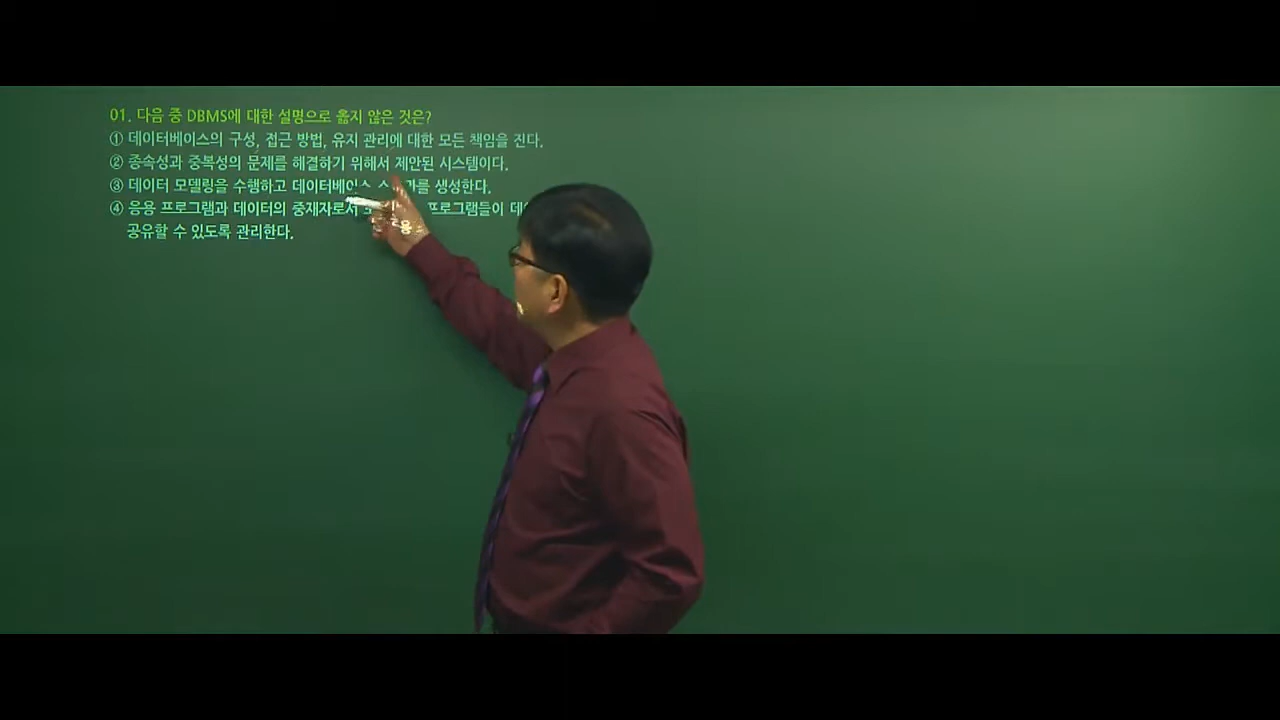 01. 다음 중 DBMS에 대한 설명으로 옳지 않은 것은?
① 데이터베이스의 구성, 접근 방법, 유지 관리에 대한 모든 책임을 진다.
② 종속성과 중복성의 문제를 해결하기 위해서 제안된 시스템이다.
③ 데이터 모델링을 수행하고 데이터베이스 생성한다.
④ 응용 프로그램과 데이터의 중재자로서 프로그램들이
공유할 수 있도록 관리한다.